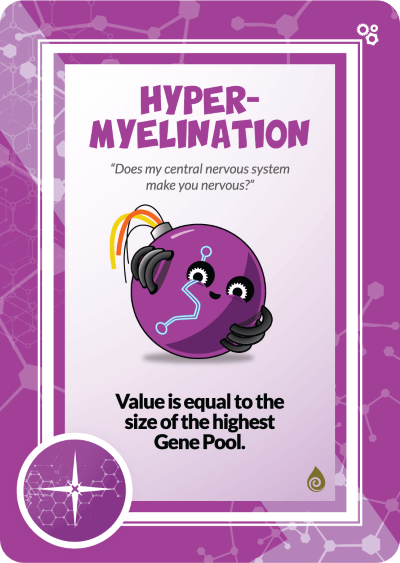 HYPER-
MYELINATION
“Does my central nervous system
make you nervous?”
Value is equal to the
size of the highest
Gene Pool.